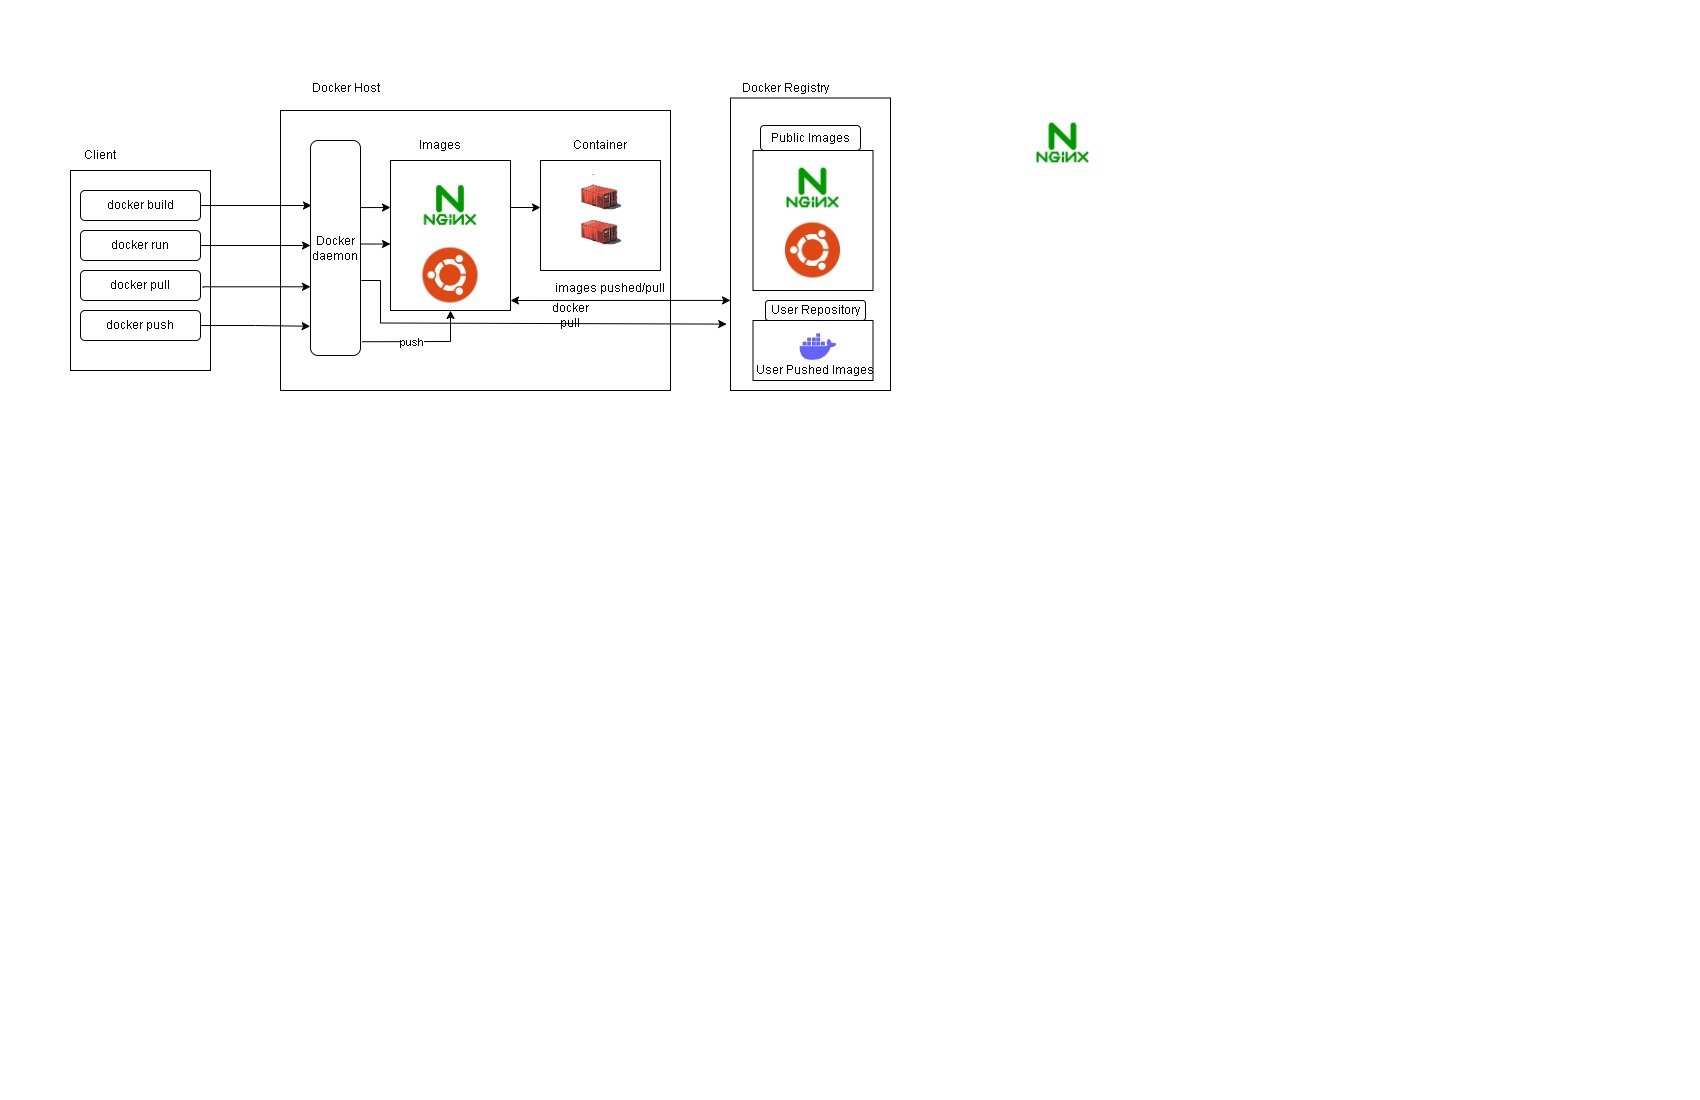 Docker Host
Docker Registry
Client
docker build
docker run
docker pull
docker push
Docker
daemon
Images
NGiNX
Container
images pushed/pull
docker
pull
push
Public Images
NGiNX
User Repository
User Pushed Images
NGiNX